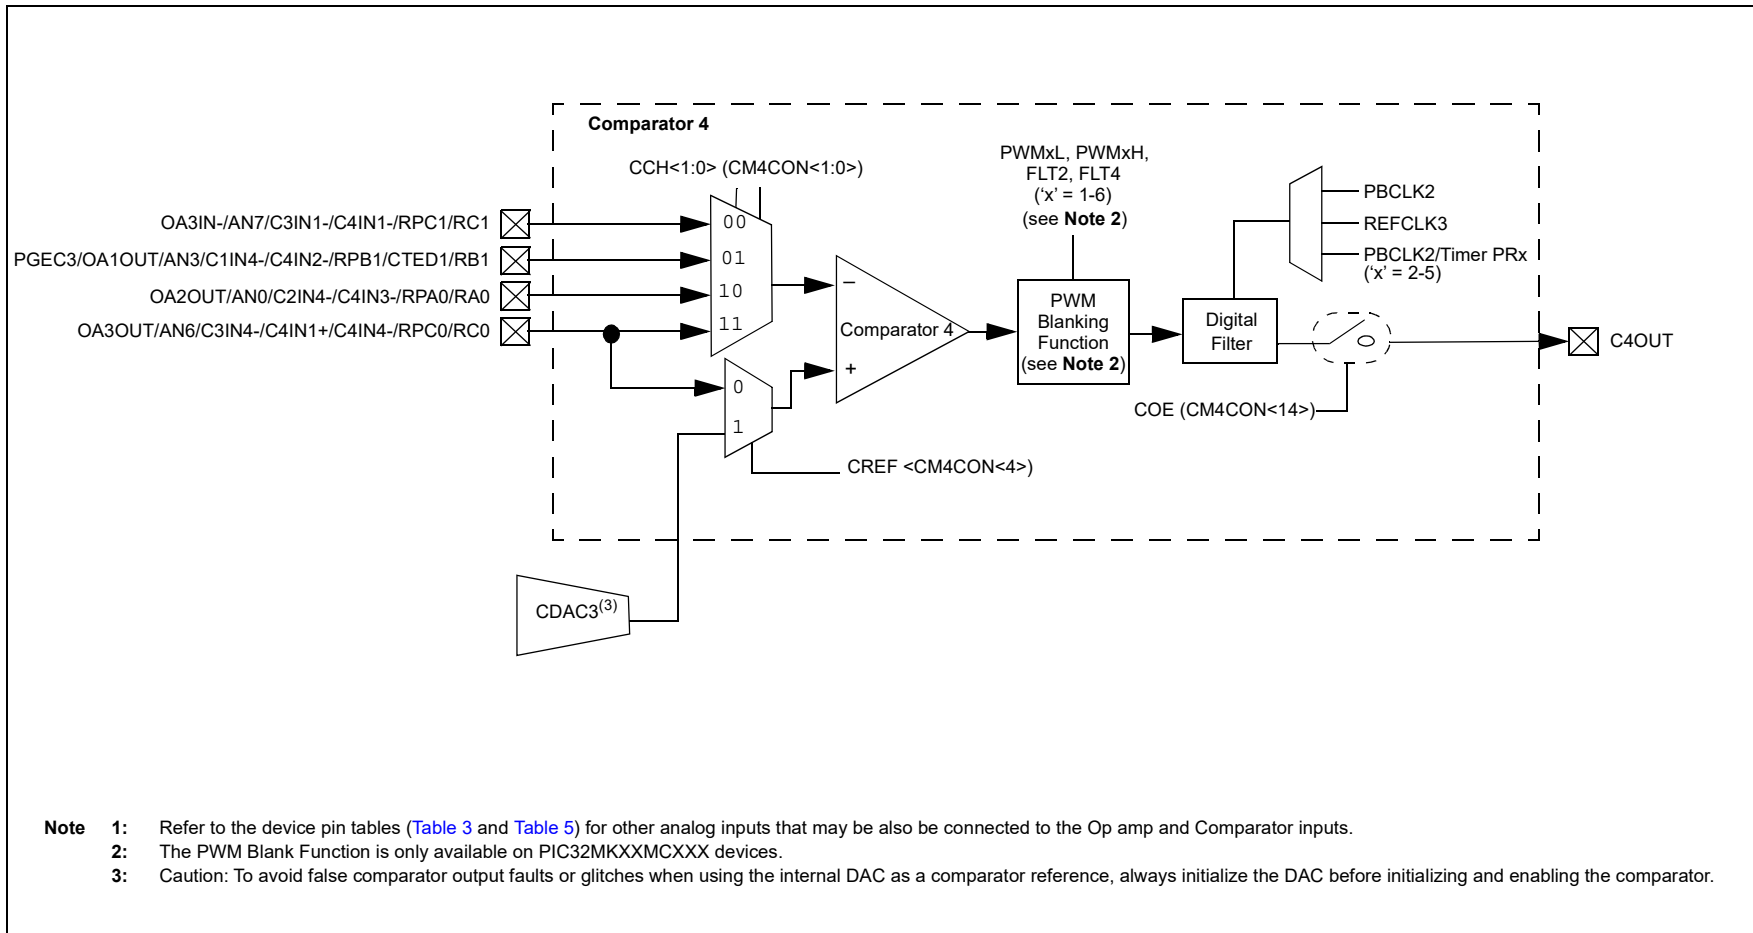 Comparator 4
CCH<1:0> (CM4CON<1:0>)
PWMxL, PWMxH,
FLT2, FLT4
(‘x’ = 1-6)
(see Note 2)
PBCLK2
REFCLK3
PBCLK2/Timer PRx
(‘x’ = 2-5)
OA3IN-/AN7/C3IN1-/C4IN1-/RPC1/RC1
PGEC3/OA1OUT/AN3/C1IN4-/C4IN2-/RPB1/CTED1/RB1
OA2OUT/AN0/C2IN4-/C4IN3-/RPA0/RA0
OA3OUT/AN6/C3IN4-/C4IN1+/C4IN4-/RPC0/RC0
00
01
10
11
0
1
–
Comparator 4
+
PWM
Blanking
Function
(see Note 2)
Digital
Filter
C4OUT
COE (CM4CON<14>)
CREF <CM4CON<4>)
CDAC3(3)
Note 1: Refer to the device pin tables (Table 3 and Table 5) for other analog inputs that may be also be connected to the Op amp and Comparator inputs.
2: The PWM Blank Function is only available on PIC32MKXXMCXXX devices.
3: Caution: To avoid false comparator output faults or glitches when using the internal DAC as a comparator reference, always initialize the DAC before initializing and enabling the comparator.